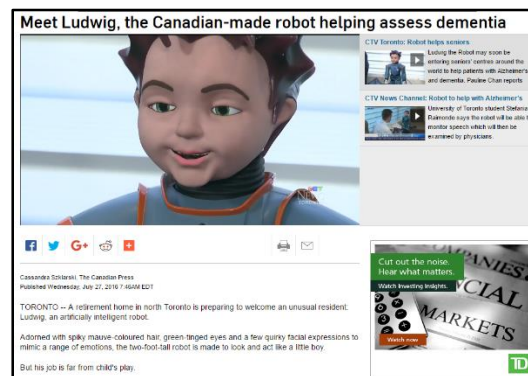 Meet Ludwig, the Canadian-made robot helping assess dementia
CTV Toronto: Robot
helps seniors
Ludwig the Robot may soon be
entering seniors' centres around the
world to help patients with Alzheimer's
and dementia. Pauline Chan reports
CTV News Channel: Robot to help with Alzheimer's
University of Toronto student Stefania
Raimondo says the robot will be able t
monitor speech which will then be
examined by physicians.
Cassandra Szklarski, The Canadian Press
Published Wednesday, July 27, 2016 7:46AM EDT
TORONTO -- A retirement home in north Toronto is preparing to welcome an unusual resident:
Ludwig, an artificially intelligent robot.
Adorned with spiky mauve-coloured hair, green-tinged eyes and a few quirky facial expressions to
mimic a range of emotions, the two-foot-tall robot is made to look and act like a little boy.
But his job is far from child's play.
Cut out the noise.
Hear what matters.
Watch Investing Insights.
Watch now
COMPANIES
CIAL
MARKETS
TD